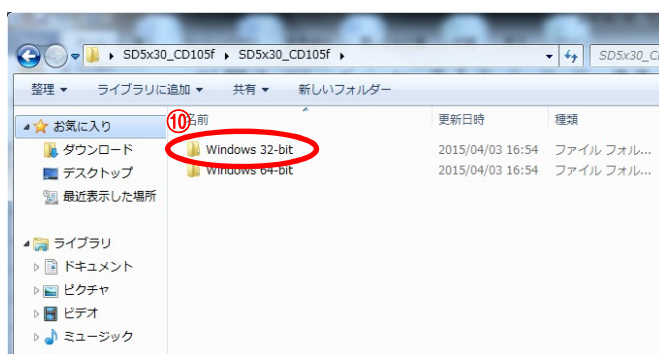 SD5x30_CD105f ▸ SD5x30_CD105f ▸
SD5x30_C
整理 ▼ ライブラリに追加 ▼ 共有 ▼ 新しいフォルダー
お気に入り
ダウンロード
デスクトップ
最近表示した場所
ライブラリ
ドキュメント
ピクチャ
ビデオ
ミュージック
⑩
名前 更新日時 種類
Windows 32-bit 2015/04/03 16:54 ファイル フォル...
Windows 64-bit 2015/04/03 16:54 ファイル フォル...